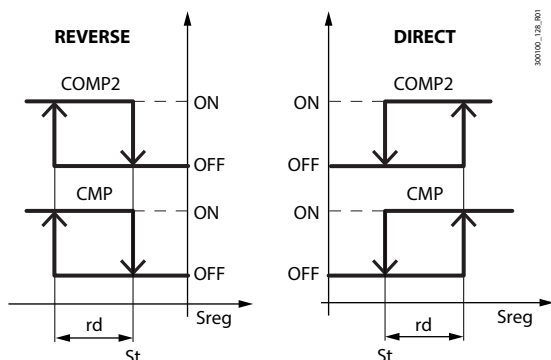 REVERSE
COMP2
ON
OFF
CMP
ON
OFF
rd
Sreg
St
DIRECT
COMP2
ON
OFF
CMP
ON
OFF
rd
Sreg
St
300100_128_R01